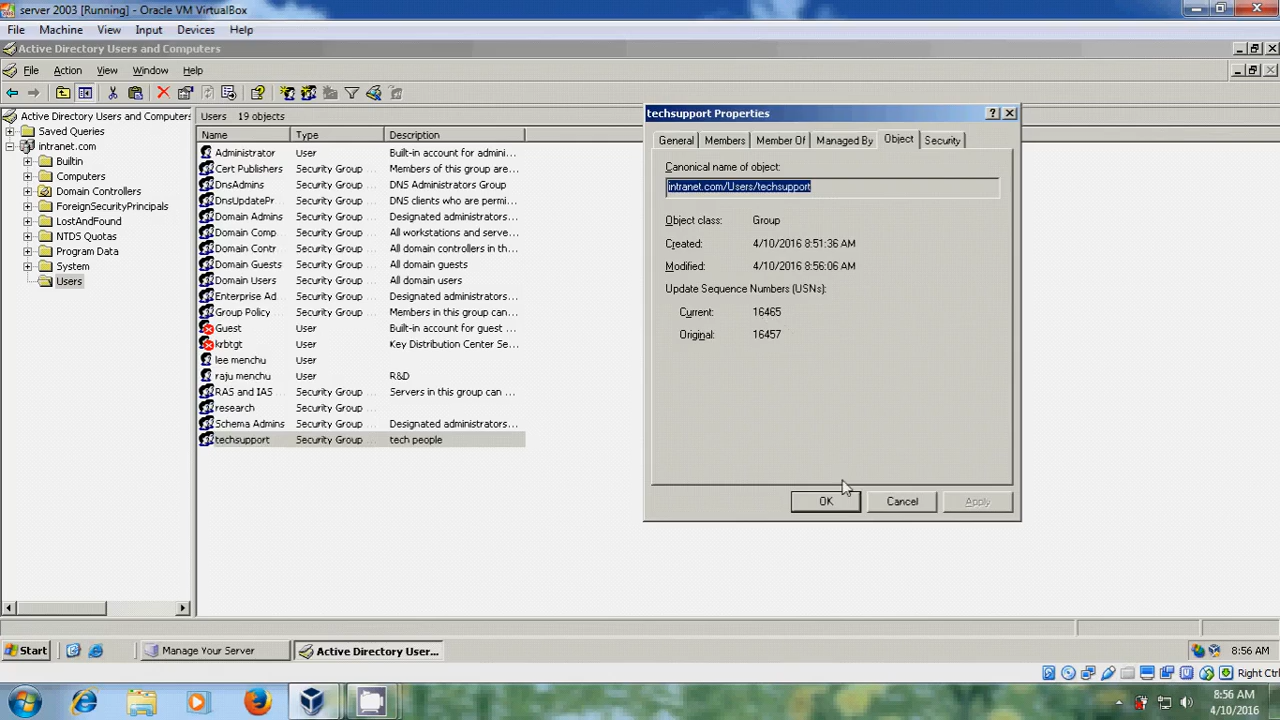 server 2003 [Running] - Oracle VM VirtualBox
File Machine View Input Devices Help
Active Directory Users and Computers
File Action View Window Help
Active Directory Users and Computers
Saved Queries
intranet.com
Builtin
Computers
Domain Controllers
ForeignSecurityPrincipals
LostAndFound
NTDS Quotas
Program Data
System
Users
Users 19 objects
Name Type Description
Administrator User Built-in account for admini...
Cert Publishers Security Group ... Members of this group are...
DnsAdmins Security Group ... DNS Administrators Group
DnsUpdatePr... Security Group ... DNS clients who are permi...
Domain Admins Security Group ... Designated administrators...
Domain Comp... Security Group ... All workstations and serve...
Domain Contr... Security Group ... All domain controllers in th...
Domain Guests Security Group ... All domain guests
Domain Users Security Group ... All domain users
Enterprise Ad... Security Group ... Designated administrators...
Group Policy ... Security Group ... Members in this group can...
Guest User Built-in account for guest ...
krbtgt User Key Distribution Center Se...
lee menchu User
raju menchu User R&D
RAS and IAS ... Security Group ... Servers in this group can ...
research Security Group ...
Schema Admins Security Group ... Designated administrators...
techsupport Security Group ... tech people
techsupport Properties
General Members Member Of Managed By Object Security
Canonical name of object:
intranet.com/Users/techsupport
Object class: Group
Created: 4/10/2016 8:51:36 AM
Modified: 4/10/2016 8:56:06 AM
Update Sequence Numbers (USNs):
Current: 16465
Original: 16457
OK Cancel Apply
Start Manage Your Server Active Directory User... 8:56 AM
Right Ctrl
8:56 AM
4/10/2016